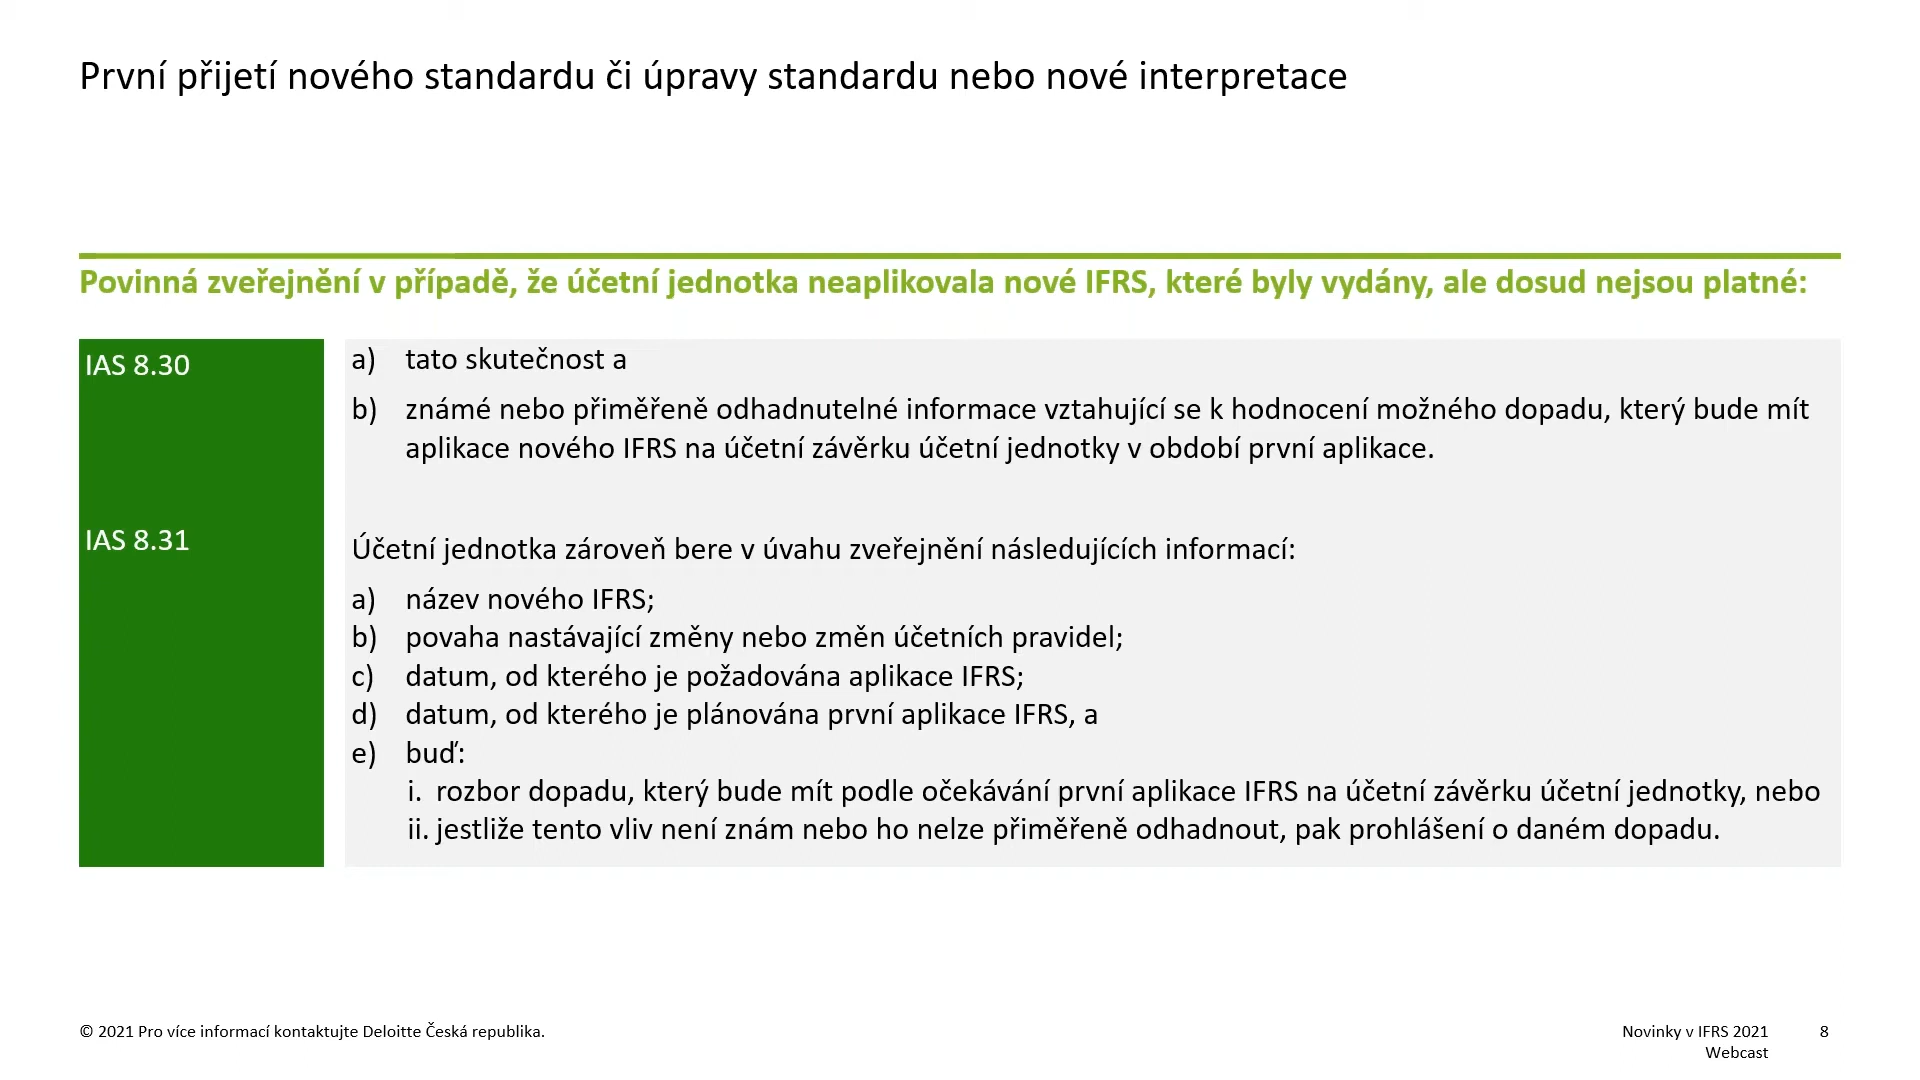 První přijetí nového standardu či úpravy standardu nebo nové interpretace
Povinná zveřejnění v případě, že účetní jednotka neaplikovala nové IFRS, které byly vydány, ale dosud nejsou platné:
IAS 8.30
a) tato skutečnost a
b) známé nebo přiměřeně odhadnutelné informace vztahující se k hodnocení možného dopadu, který bude mít
aplikace nového IFRS na účetní závěrku účetní jednotky v období první aplikace.
IAS 8.31
Účetní jednotka zároveň bere v úvahu zveřejnění následujících informací:
a) název nového IFRS;
b) povaha nastávající změny nebo změn účetních pravidel;
c) datum, od kterého je požadována aplikace IFRS;
d) datum, od kterého je plánována první aplikace IFRS, a
e) buď:
i. rozbor dopadu, který bude mít podle očekávání první aplikace IFRS na účetní závěrku účetní jednotky, nebo
ii. jestliže tento vliv není znám nebo ho nelze přiměřeně odhadnout, pak prohlášení o daném dopadu.
© 2021 Pro více informací kontaktujte Deloitte Česká republika.
Novinky v IFRS 2021 8
Webcast